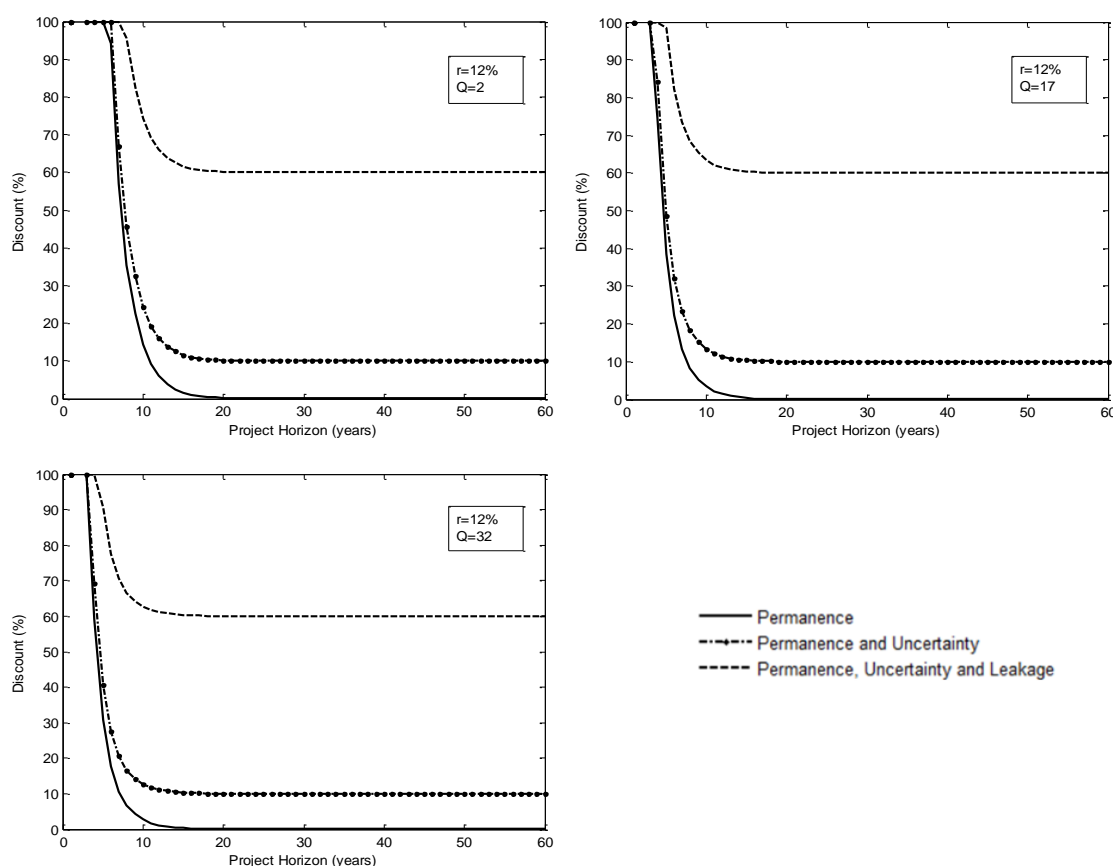 100
90
80
70
60
50
40
30
20
10
0
Discount (%)
r=12%
Q=2
0 10 20 30 40 50 60
Project Horizon (years)
100
90
80
70
60
50
40
30
20
10
0
Discount (%)
r=12%
Q=17
0 10 20 30 40 50 60
Project Horizon (years)
100
90
80
70
60
50
40
30
20
10
0
Discount (%)
r=12%
Q=32
0 10 20 30 40 50 60
Project Horizon (years)
Permanence
Permanence and Uncertainty
Permanence, Uncertainty and Leakage